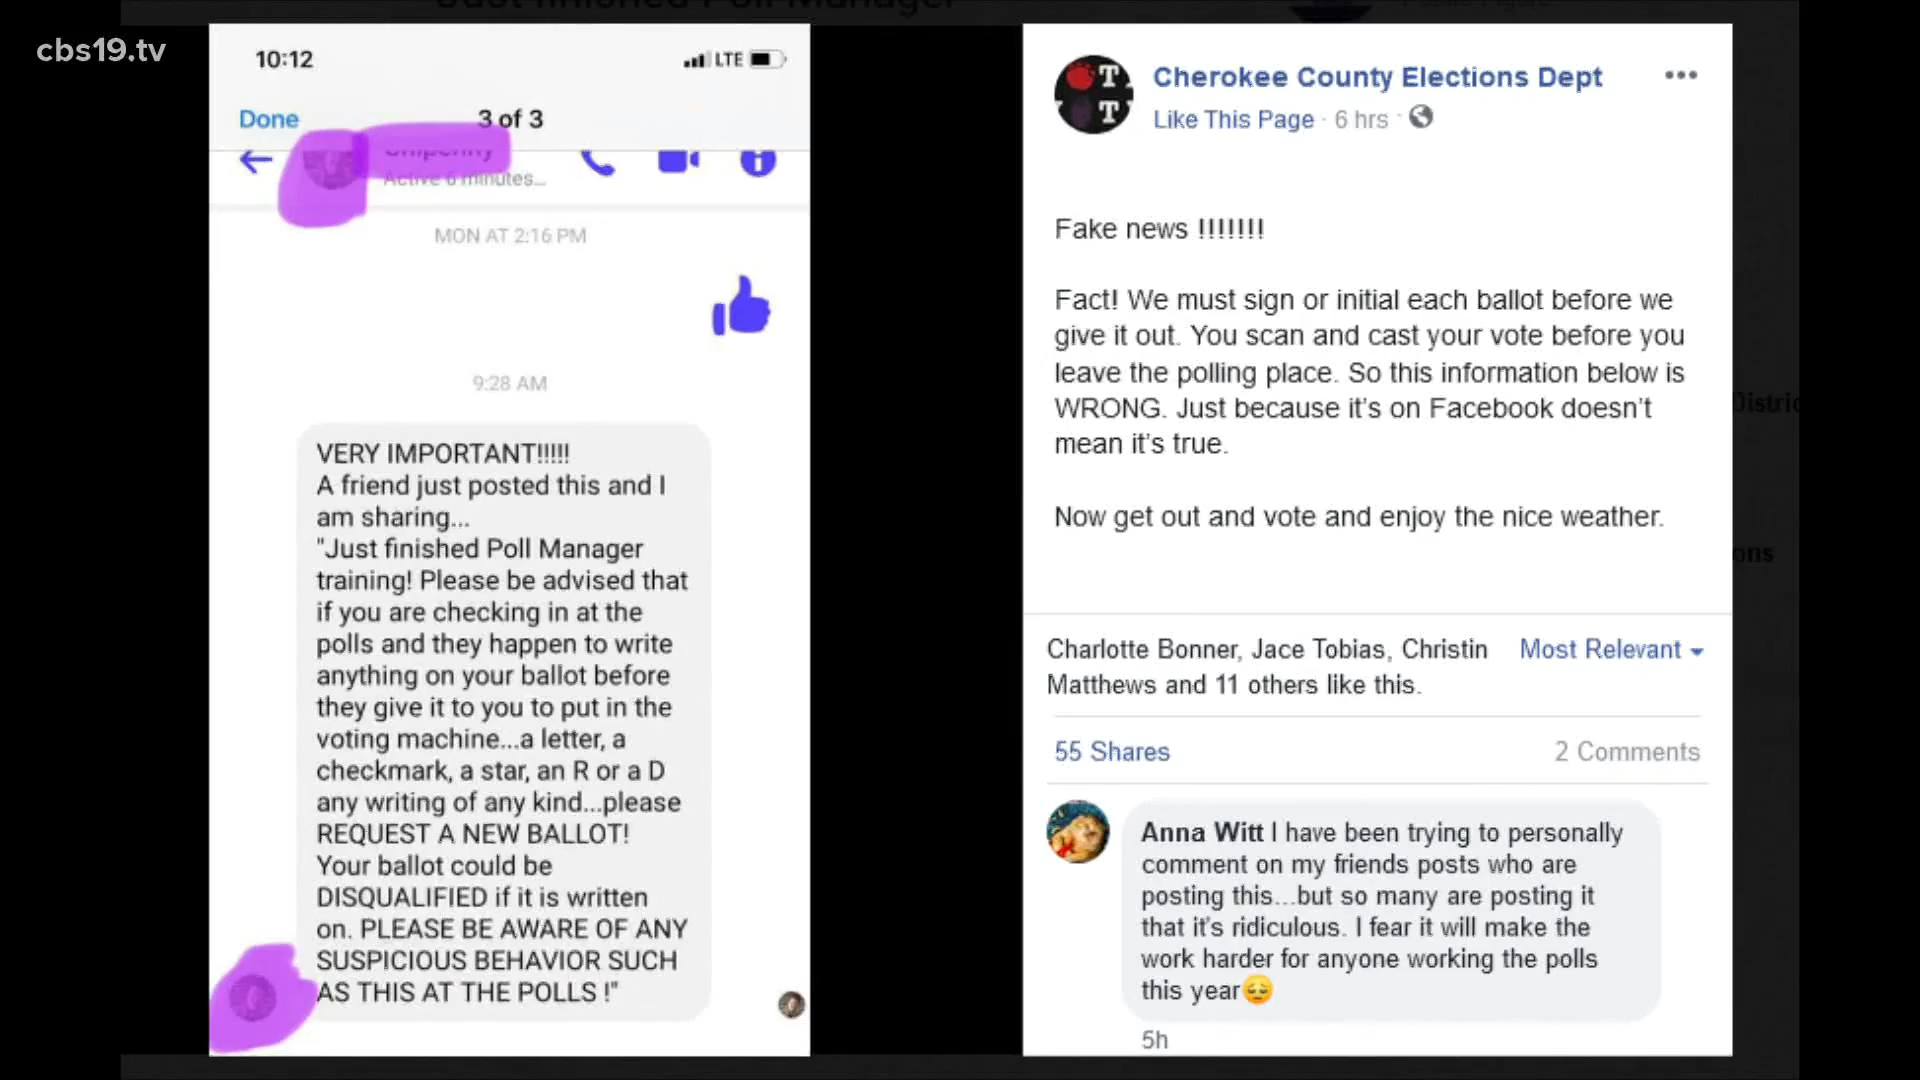 cbs19.tv
10:12
LTE
Done
3 of 3
Active 6 minutes...
MON AT 2:16 PM
9:28 AM
VERY IMPORTANT!!!!!
A friend just posted this and I
am sharing...
"Just finished Poll Manager
training! Please be advised that
if you are checking in at the
polls and they happen to write
anything on your ballot before
they give it to you to put in the
voting machine...a letter, a
checkmark, a star, an R or a D
any writing of any kind...please
REQUEST A NEW BALLOT!
Your ballot could be
DISQUALIFIED if it is written
on. PLEASE BE AWARE OF ANY
SUSPICIOUS BEHAVIOR SUCH
AS THIS AT THE POLLS !"
Cherokee County Elections Dept
Like This Page · 6 hrs ·
Fake news !!!!!!!
Fact! We must sign or initial each ballot before we
give it out. You scan and cast your vote before you
leave the polling place. So this information below is
WRONG. Just because it's on Facebook doesn't
mean it's true.
Now get out and vote and enjoy the nice weather.
Charlotte Bonner, Jace Tobias, Christin
Matthews and 11 others like this.
Most Relevant
55 Shares
2 Comments
Anna Witt I have been trying to personally
comment on my friends posts who are
posting this...but so many are posting it
that it's ridiculous. I fear it will make the
work harder for anyone working the polls
this year😔
5h